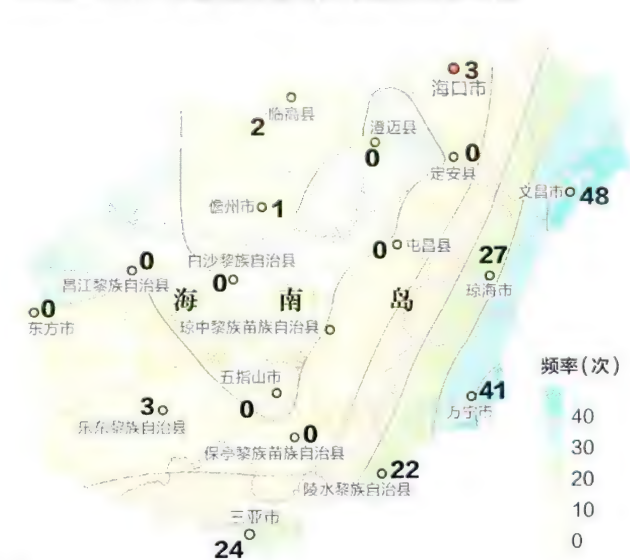 3
海口市
临高县
2
澄迈县
0
0
定安县
文昌市 48
儋州市 1
0 屯昌县
27
琼海市
白沙黎族自治县
0
0
昌江黎族自治县
海南岛
0
东方市
琼中黎族苗族自治县
频率(次)
五指山市
0
41
万宁市
40
3
乐东黎族自治县
30
0
保亭黎族苗族自治县
22
陵水黎族自治县
20
10
三亚市
24
0